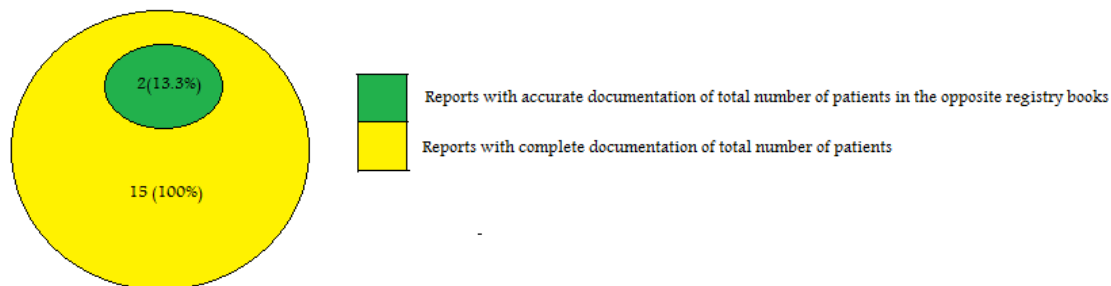 2(13.3%)
Reports with accurate documentation of total number of patients in the opposite registry books
Reports with complete documentation of total number of patients
15 (100%)
-